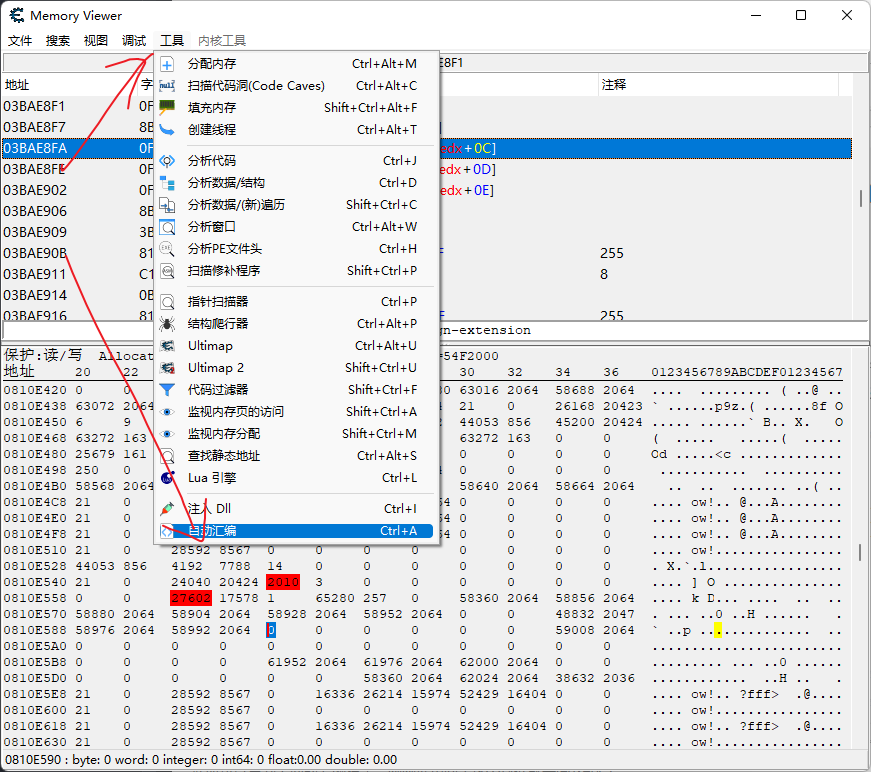 Memory Viewer
文件 搜索 视图 调试 工具 内核工具
E8F1
地址 字 注释
03BAE8F1 0F
03BAE8F7 8B ]
03BAE8FA 0F edx+0C]
03BAE8FE 0F edx+0D]
03BAE902 0F edx+0E]
03BAE906 8B
03BAE909 3B
03BAE90B 81 F 255
03BAE911 C1 8
03BAE914 0B
03BAE916 81 F 255
gn-extension
分配内存 Ctrl+Alt+M
扫描代码洞(Code Caves) Ctrl+Alt+C
填充内存 Shift+Ctrl+Alt+F
创建线程 Ctrl+Alt+T
分析代码 Ctrl+J
分析数据/结构 Ctrl+D
分析数据/(新)遍历 Shift+Ctrl+C
分析窗口 Ctrl+Alt+W
分析PE文件头 Ctrl+H
扫描修补程序 Shift+Ctrl+P
指针扫描器 Ctrl+P
结构爬行器 Ctrl+Alt+P
Ultimap Ctrl+Alt+U
Ultimap 2 Shift+Ctrl+U
代码过滤器 Shift+Ctrl+F
监视内存页的访问 Shift+Ctrl+A
监视内存分配 Shift+Ctrl+M
查找静态地址 Ctrl+Alt+S
Lua 引擎 Ctrl+L
注入 Dll Ctrl+I
自动汇编 Ctrl+A
保护:读/写 Allocat =54F2000
地址 20 22 30 32 34 36 0123456789ABCDEF01234567
0810E420 0 0 63016 2064 58688 2064
0810E438 63072 2064 21 0 26168 20423
0810E450 6 9 44053 856 45200 20424
0810E468 63272 163 63272 163 0 0
0810E480 25679 161 0 0 0 0
0810E498 250 0 0 0 0 0
0810E4B0 58568 2064 58640 2064 58664 2064
0810E4C8 21 0 0 0 0 0
0810E4E0 21 0 0 0 0 0
0810E4F8 21 0 0 0 0 0
0810E510 21 0 28592 8567 0 0 0 0 0 0 0 0
0810E528 44053 856 4192 7788 14 0 0 0 0 0 0 0
0810E540 21 0 24040 20424 2010 3 0 0 0 0 0 0
0810E558 0 0 27602 17578 1 65280 257 0 58360 2064 58856 2064
0810E570 58880 2064 58904 2064 58928 2064 58952 2064 0 0 48832 2047
0810E588 58976 2064 58992 2064 0 0 0 0 0 0 59008 2064
0810E5A0 0 0 0 0 0 0 0 0 0 0 0 0
0810E5B8 0 0 0 0 61952 2064 61976 2064 62000 2064 0 0
0810E5D0 0 0 0 0 0 0 58360 2064 62024 2064 38632 2036
0810E5E8 21 0 28592 8567 0 16336 26214 15974 52429 16404 0 0
0810E600 21 0 28592 8567 0 0 0 0 0 0 0 0
0810E618 21 0 28592 8567 0 16336 26214 15974 52429 16404 0 0
0810E630 21 0 28592 8567 0 0 0 0 0 0 0 0
0810E590 : byte: 0 word: 0 integer: 0 int64: 0 float:0.00 double: 0.00